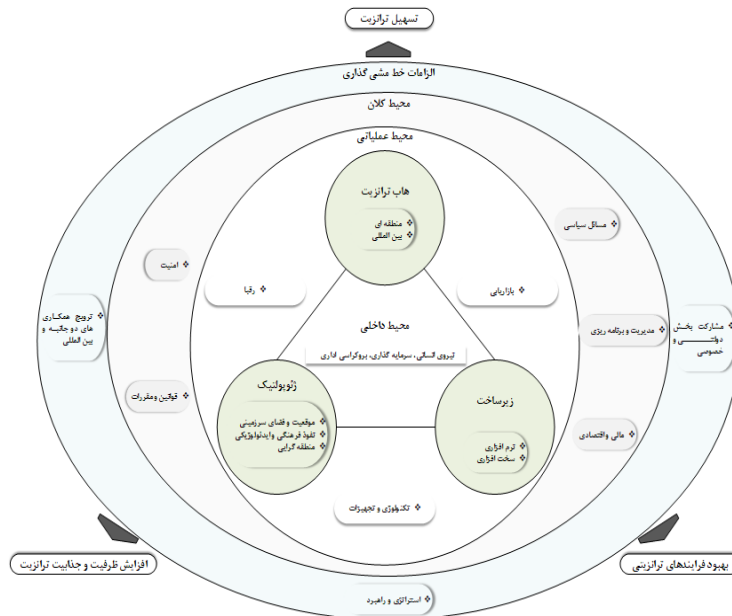 تسهیل ترانزیت
الزامات خط مشی گذاری
محیط کلان
محیط عملیاتی
هاب ترانزیت
❖ منطقه ای
❖ بین المللی
❖ مسائل سیاسی
❖ امنیت
❖ بازاریابی
❖ رقبا
❖ مشارکت بخش
دولتی و
خصوصی
❖ مدیریت و برنامه ریزی
محیط داخلی
❖ ترویج همکاری
های دو جانبه و
بین المللی
نیروی انسانی، سرمایه گذاری، بروکراسی اداری
زیرساخت
❖ نرم افزاری
❖ سخت افزاری
ژئوپولتیک
❖ موقعیت و فضای سرزمینی
❖ نفوذ فرهنگی و ایدئولوژیکی
❖ منطقه گرایی
❖ قوانین ومقررات
❖ مالی و اقتصادی
❖ تکنولوژی و تجهیزات
بهبود فرایندهای ترانزیتی
افزایش ظرفیت و جذابیت ترانزیت
❖ استراتژی و راهبرد